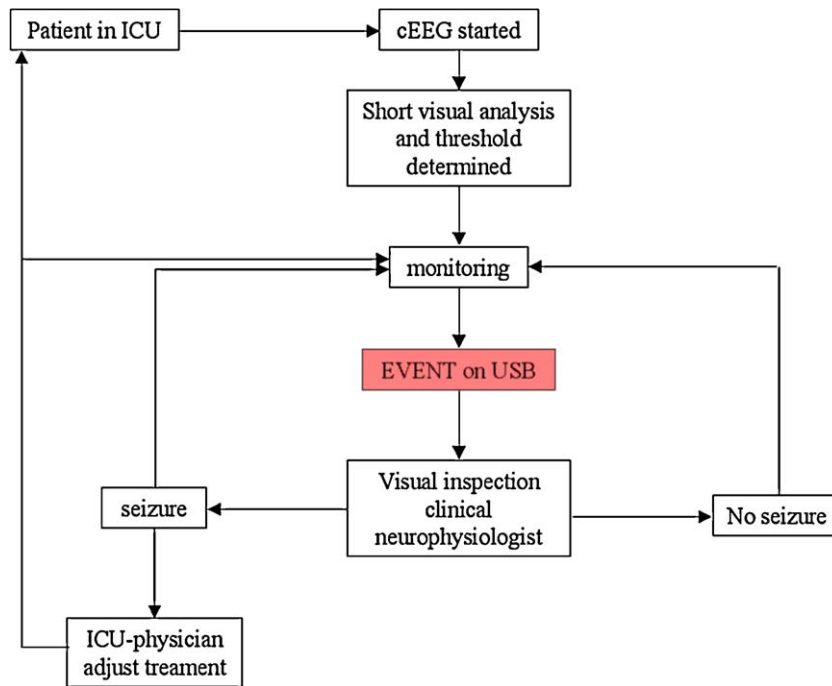 Patient in ICU
cEEG started
Short visual analysis
and threshold
determined
monitoring
EVENT on USB
Visual inspection
clinical
neurophysiologist
seizure
No seizure
ICU-physician
adjust treament